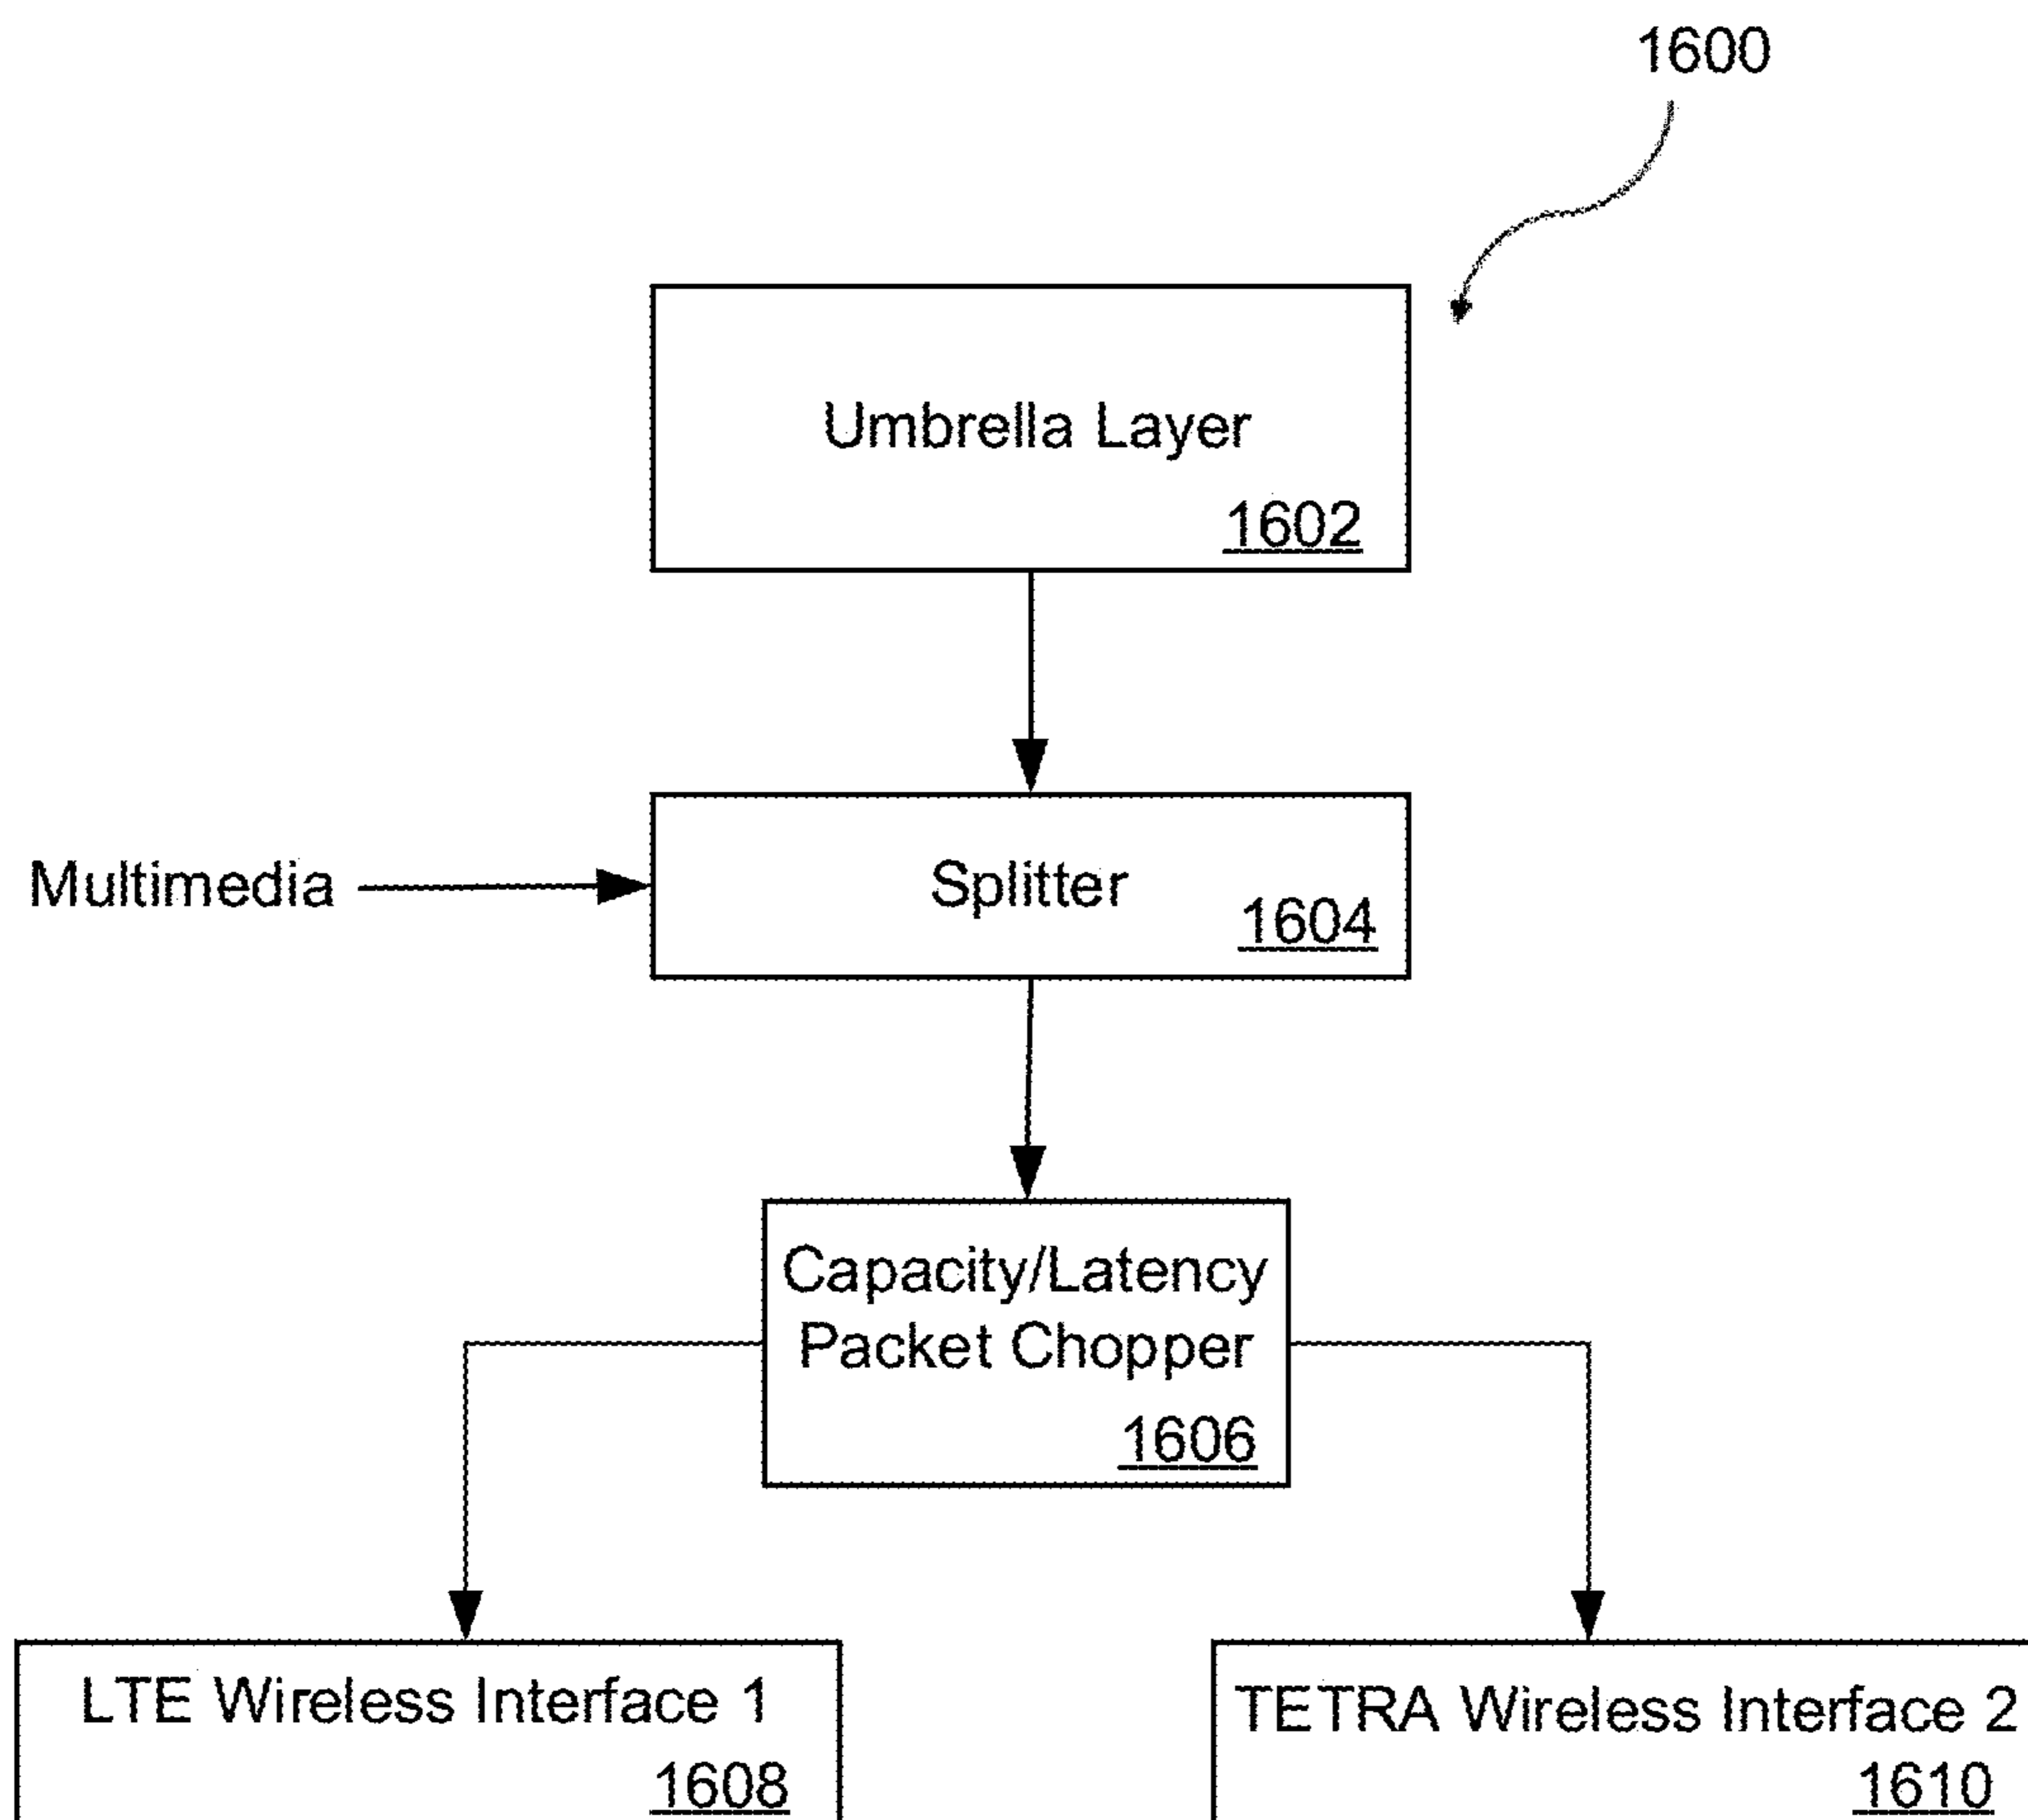 1600
Umbrella Layer
1602
Multimedia
Splitter
1604
Capacity/Latency
Packet Chopper
1606
LTE Wireless Interface 1
1608
TETRA Wireless Interface 2
1610